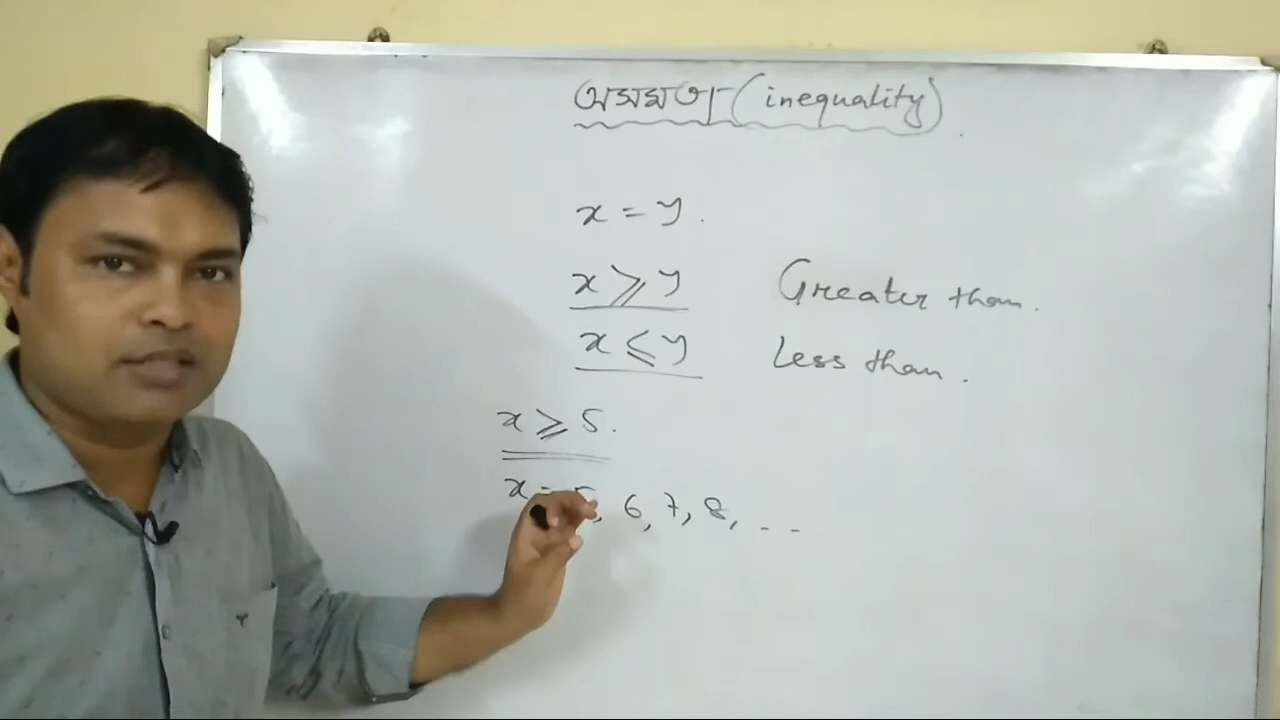 অসমতা (inequality)
x = y.
x ≥ y Greater than.
x ≤ y Less than.
x ≥ 5.
x = 5, 6, 7, 8, - -